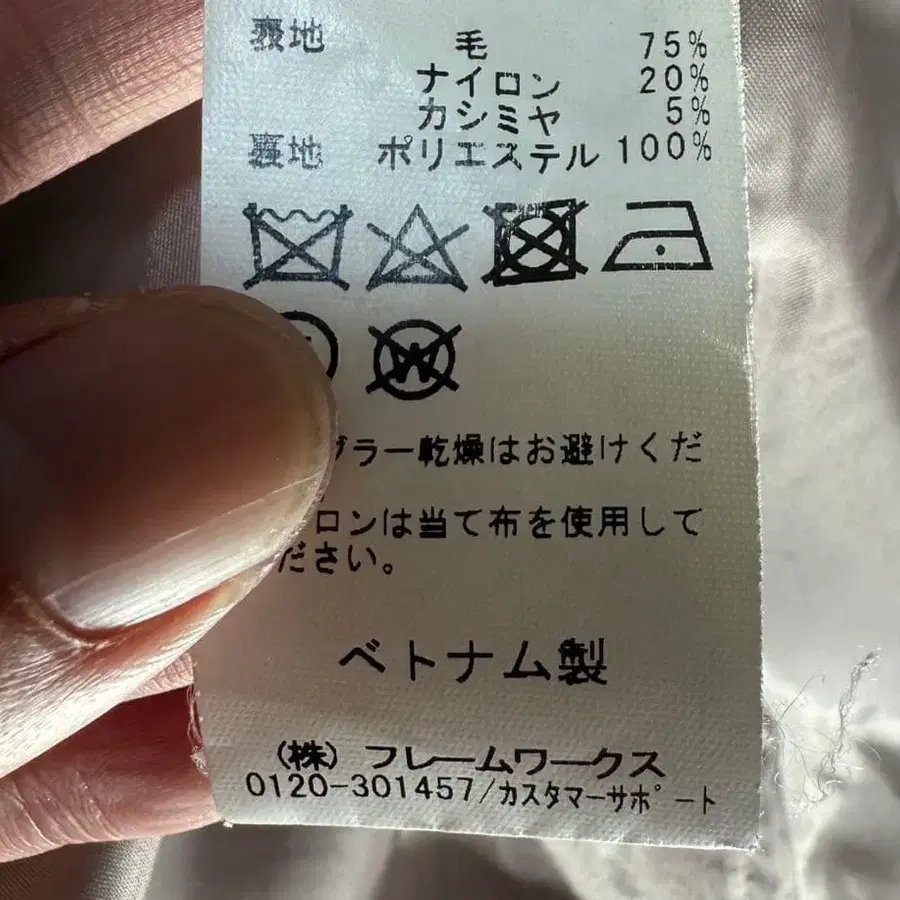 表地 毛 75%
ナイロン 20%
カシミヤ 5%
裏地 ポリエステル 100%
W
ブラー乾燥はお避けくだ
ロンは当て布を使用して
ださい。
ベトナム製
(株)フレームワークス
0120-301457/カスタマーサポート